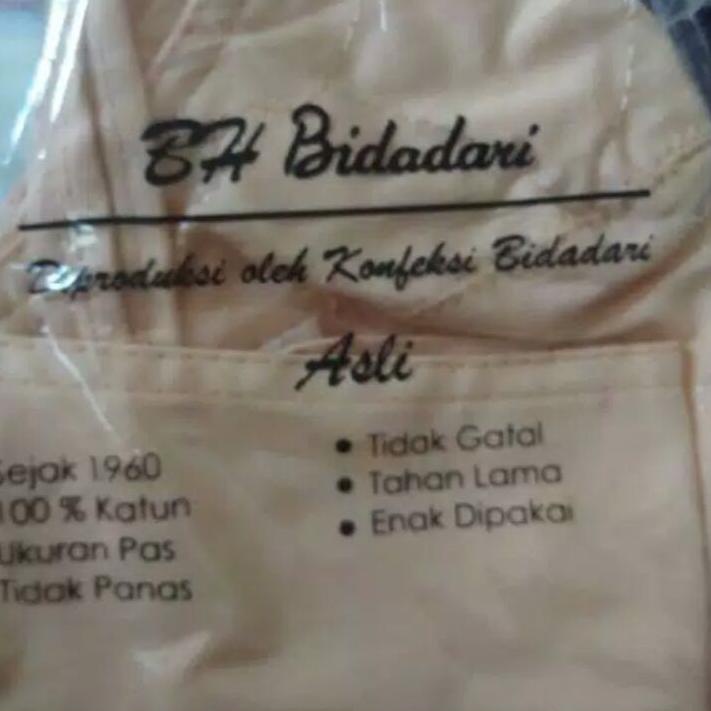 BH Bidadari
Diproduksi oleh Konfeksi Bidadari
Asli
Sejak 1960
100 % Katun
Ukuran Pas
Tidak Panas
• Tidak Gatal
• Tahan Lama
• Enak Dipakai